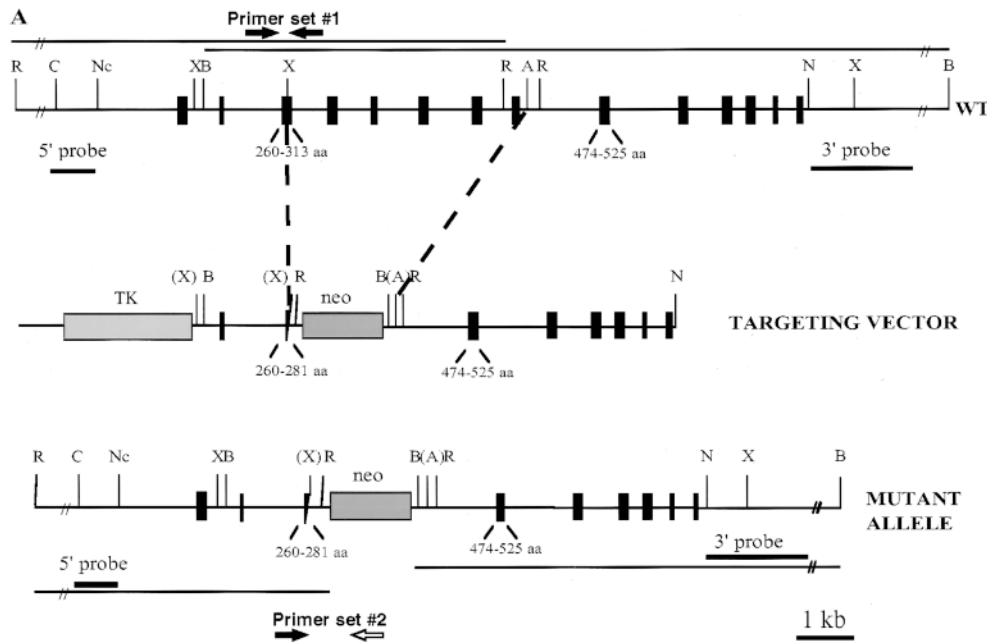 A
Primer set #1
R C Nc X B X R A R N X B
WT
5' probe
260-313 aa
474-525 aa
3' probe
(X) B (X) R B (A) R N
TK
neo
TARGETING VECTOR
260-281 aa
474-525 aa
R C Nc X B (X) R B (A) R N X B
neo
MUTANT
ALLELE
260-281 aa
474-525 aa
5' probe
3' probe
Primer set #2
1 kb